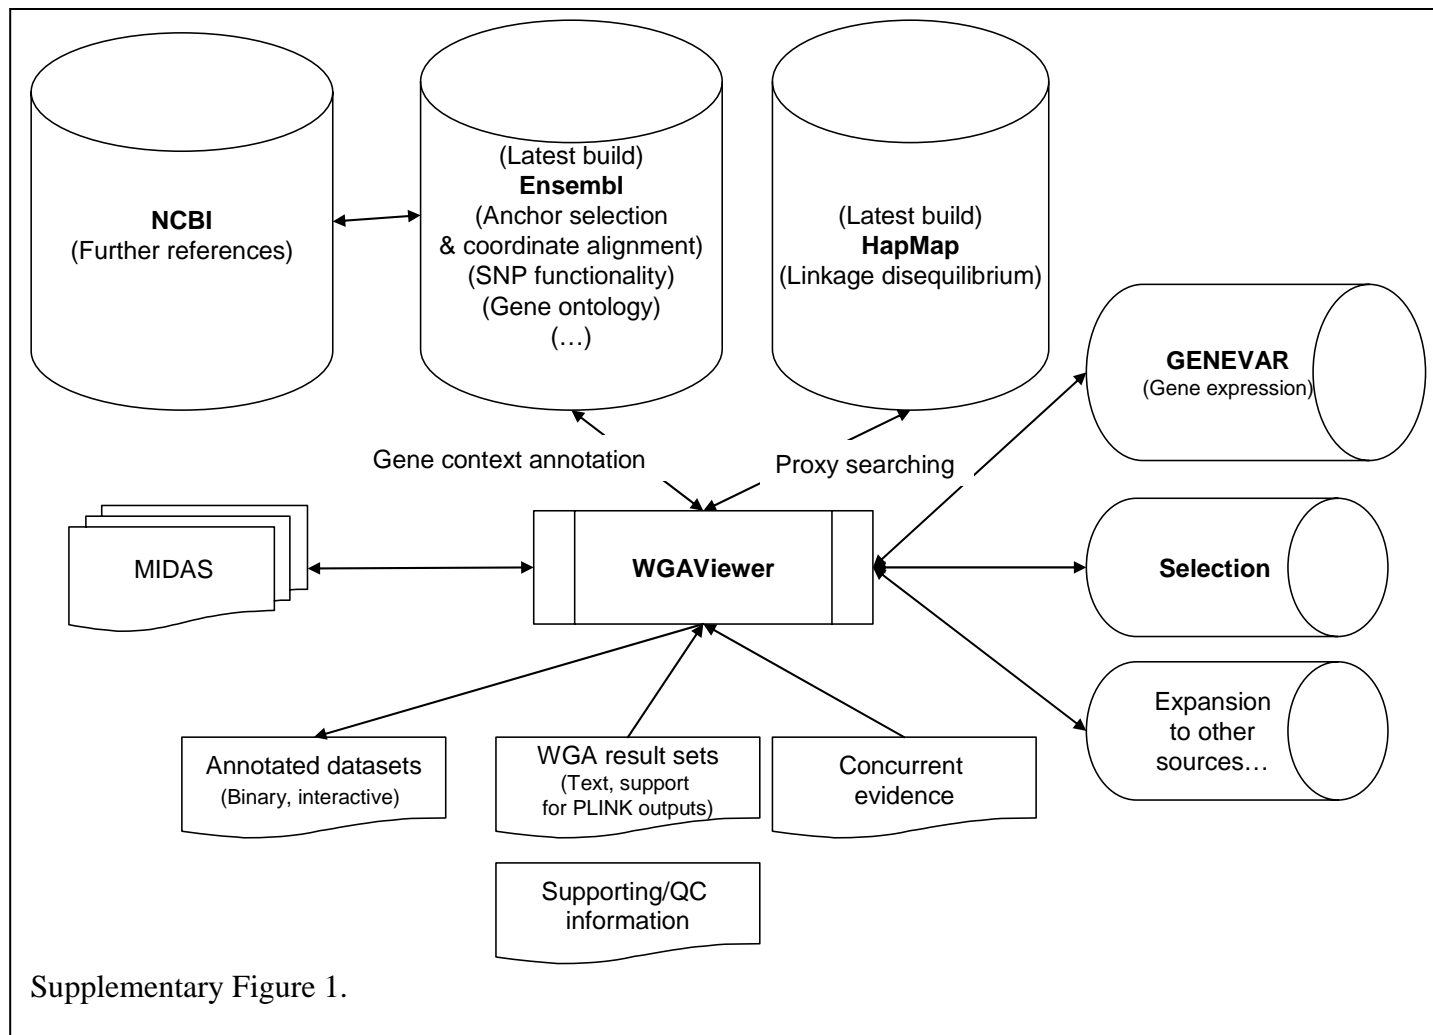 NCBI
(Further references)
(Latest build)
Ensembl
(Anchor selection
& coordinate alignment)
(SNP functionality)
(Gene ontology)
(…)
(Latest build)
HapMap
(Linkage disequilibrium)
GENEVAR
(Gene expression)
Gene context annotation
Proxy searching
MIDAS
WGAViewer
Selection
Expansion
to other
sources…
Annotated datasets
(Binary, interactive)
WGA result sets
(Text, support
for PLINK outputs)
Concurrent
evidence
Supporting/QC
information
Supplementary Figure 1.